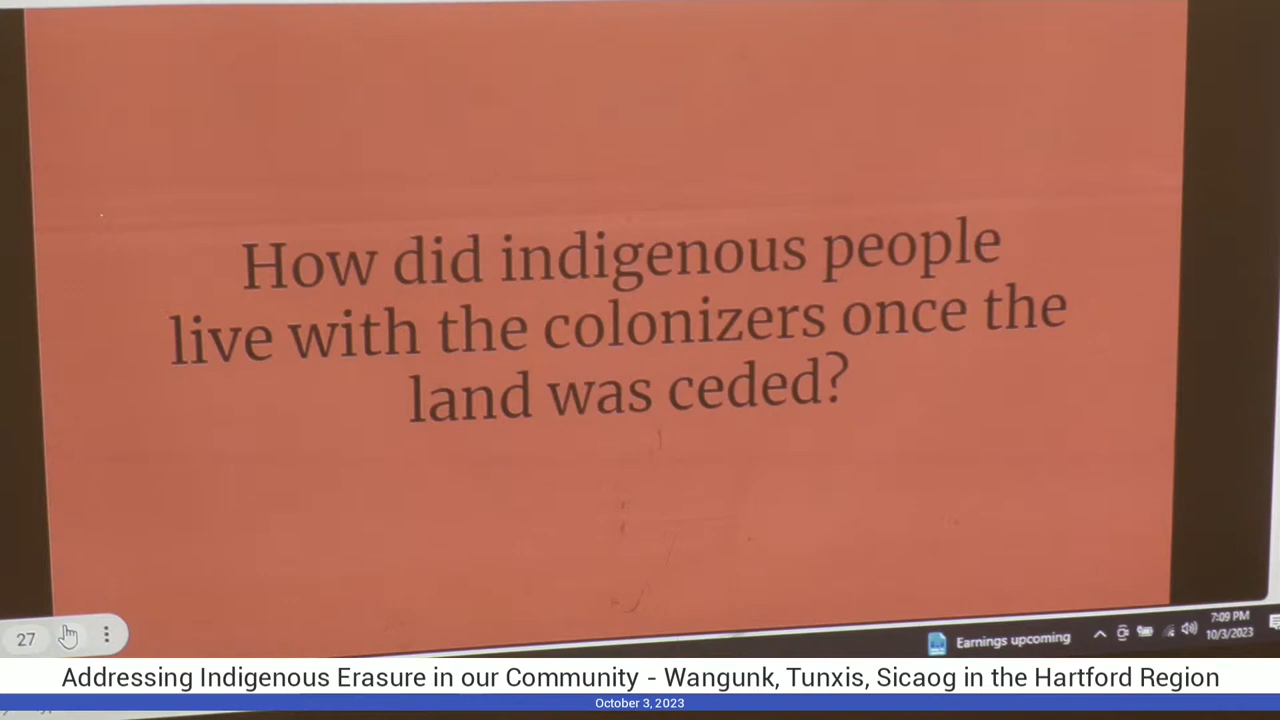 How did indigenous people
live with the colonizers once the
land was ceded?
27
Earnings upcoming
7:09 PM
10/3/2023
Addressing Indigenous Erasure in our Community - Wangunk, Tunxis, Sicaog in the Hartford Region
October 3, 2023